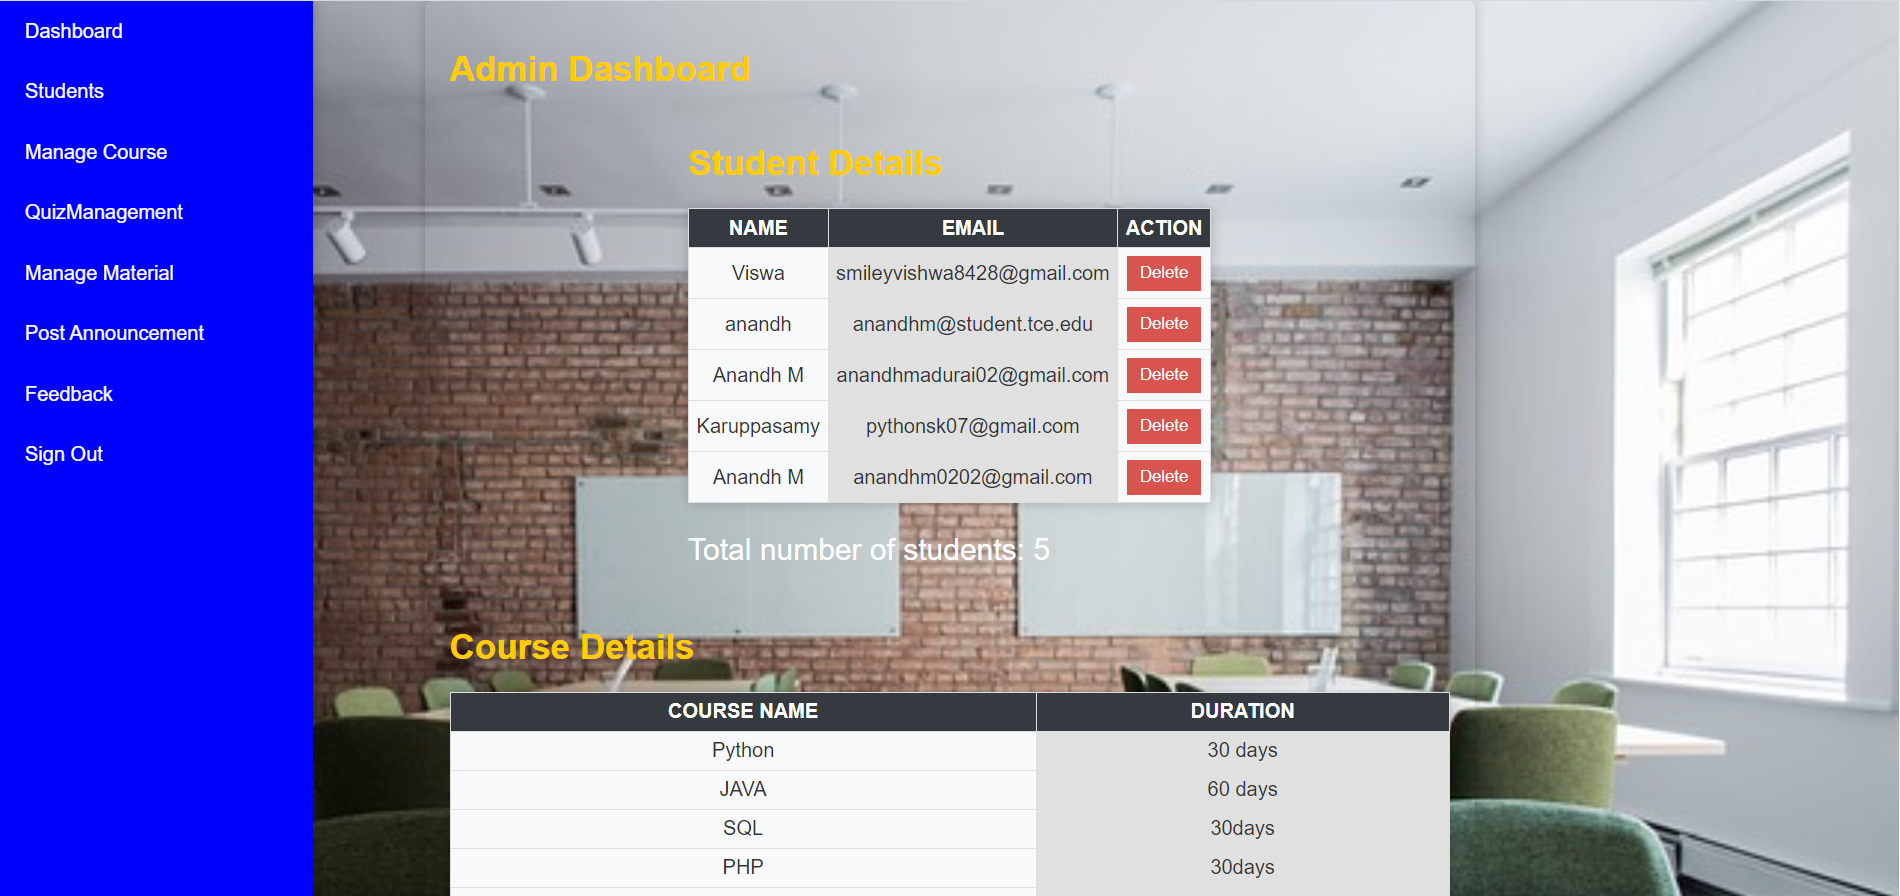 Dashboard
Students
Manage Course
QuizManagement
Manage Material
Post Announcement
Feedback
Sign Out
Admin Dashboard
Student Details
NAME EMAIL ACTION
Viswa smileyvishwa8428@gmail.com Delete
anandh anandhm@student.tce.edu Delete
Anandh M anandhmadurai02@gmail.com Delete
Karuppasamy pythonsk07@gmail.com Delete
Anandh M anandhm0202@gmail.com Delete
Total number of students: 5
Course Details
COURSE NAME DURATION
Python 30 days
JAVA 60 days
SQL 30days
PHP 30days